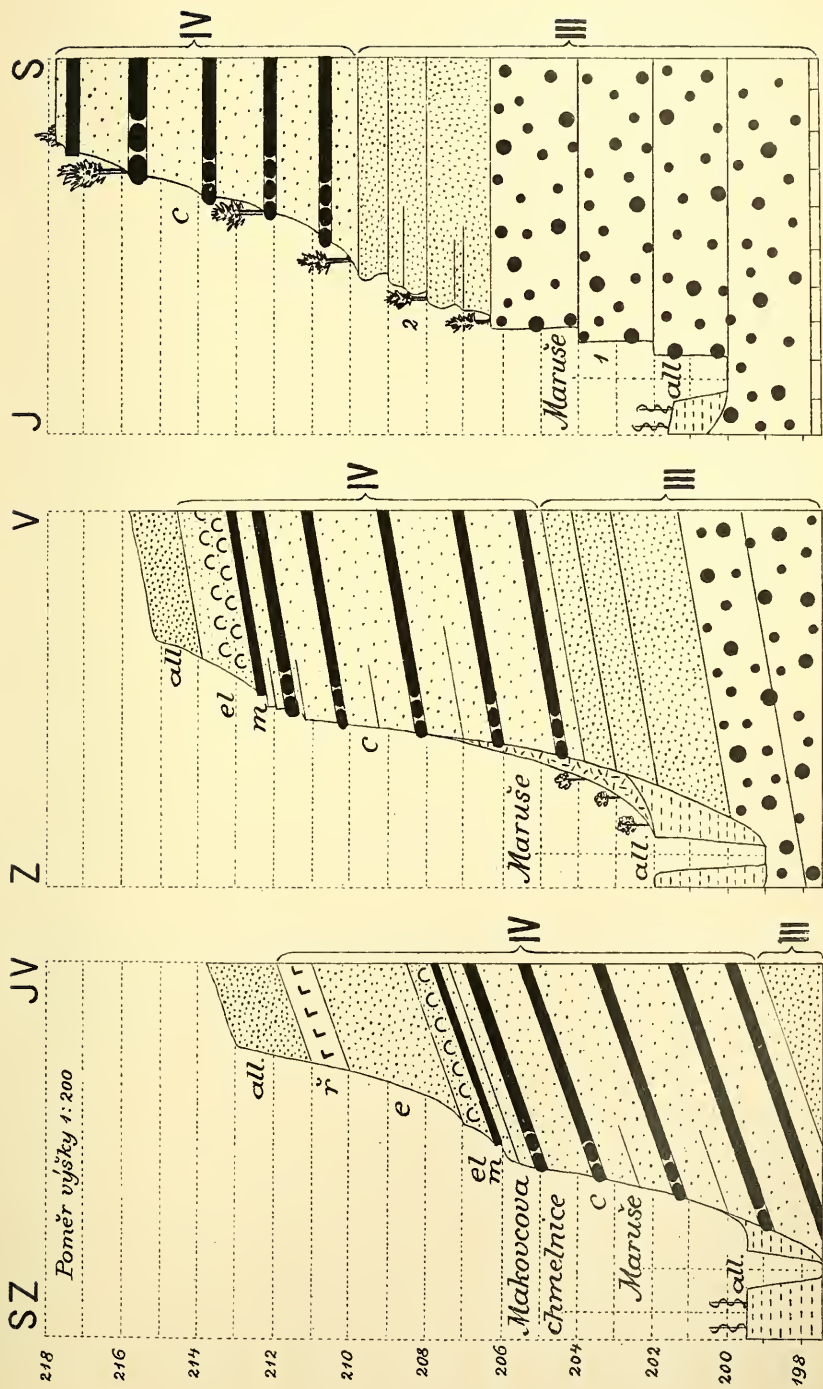 SZ
JV
Poměr výšky 1:200
218
216
214
212
210
208
206
204
202
200
198
all.
ř
e
el
m
Makovcova
chmelnice
c
Maruše
all.
IV
III
Z
V
all
el
m
c
Maruše
all.
IV
III
J
S
c
2
Maruše
1
all
IV
III